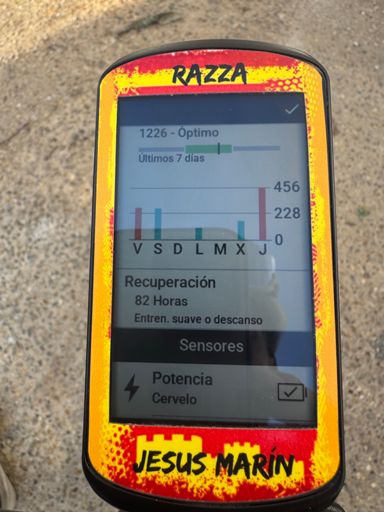 RAZZA
1226 - Óptimo
Últimos 7 días
456
228
0
V S D L M X J
Recuperación
82 Horas
Entren. suave o descanso
Sensores
Potencia
Cervelo
JESUS MARÍN